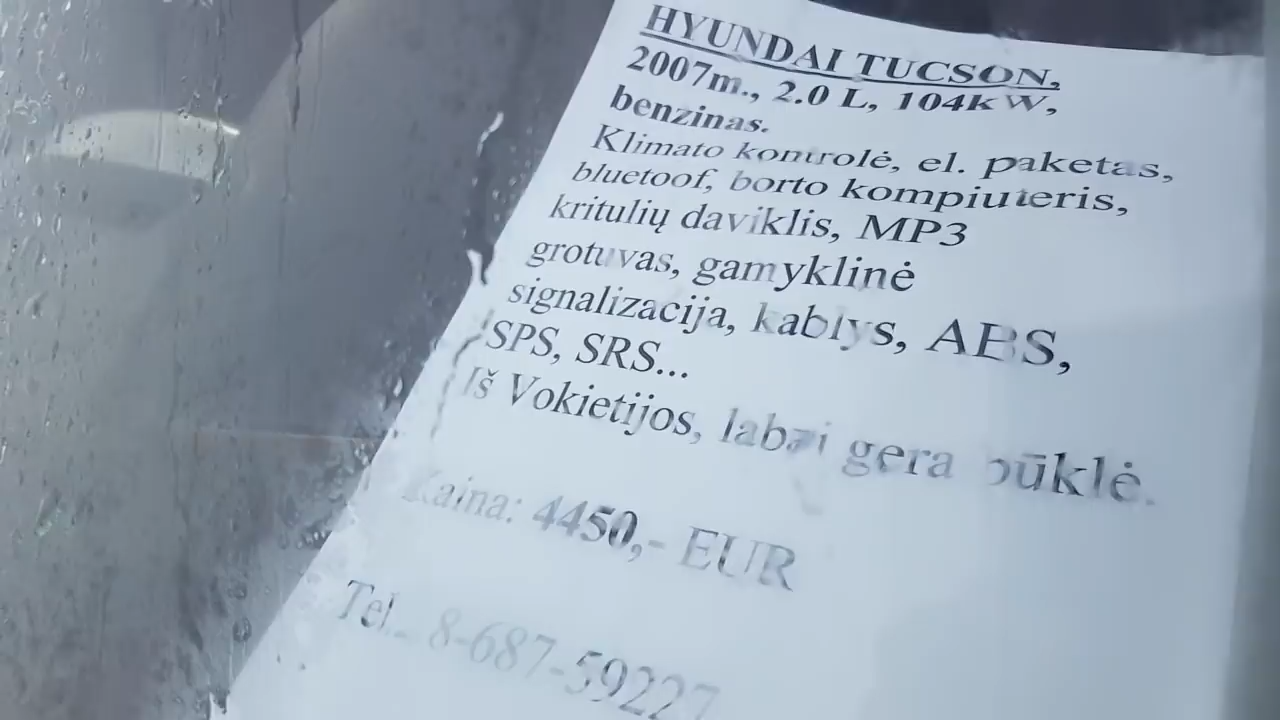 HYUNDAI TUCSON,
2007m., 2.0 L, 104kW,
benzinas.
Klimato kontrolė, el. paketas,
bluetoof, borto kompiuteris,
kritulių daviklis, MP3
grotuvas, gamyklinė
signalizacija, kablys, ABS,
SPS, SRS...
Iš Vokietijos, labai gera būklė.
Kaina: 4450,- EUR
Tel.. 8-687-59227